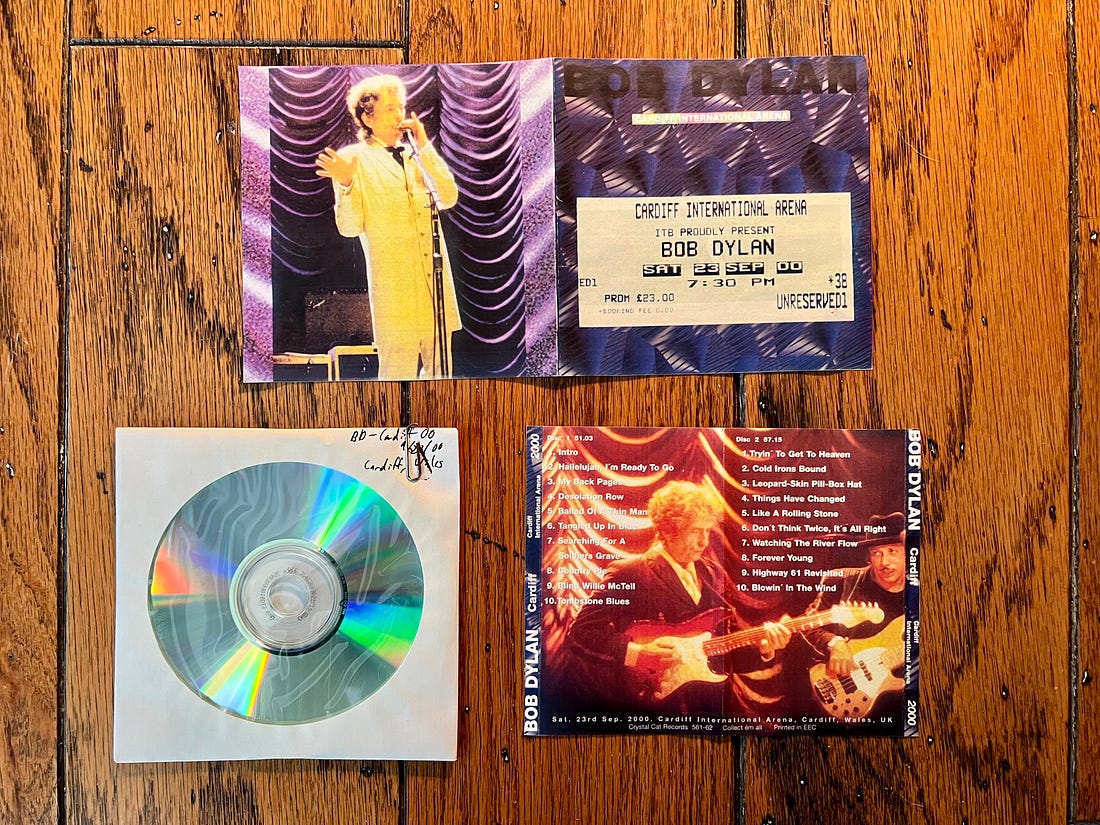 BOB DYLAN
CARDIFF INTERNATIONAL ARENA
CARDIFF INTERNATIONAL ARENA
ITB PROUDLY PRESENT
BOB DYLAN
SAT 23 SEP 00
7:30 PM
ED1
*38
PROM £23.00
UNRESERVED1
+BOOKING FEE 0.00
BD - Cardiff 00
Cardiff, Wales
BOB DYLAN Cardiff Cardiff International Arena 2000
Disc 1 51.03
1. Intro
2. Hallelujah, I'm Ready To Go
3. My Back Pages
4. Desolation Row
5. Ballad Of A Thin Man
6. Tangled Up In Blue
7. Searching For A
Soldiers Grave
8. Country Pie
9. Blind Willie McTell
10. Tombstone Blues
Disc 2 67.15
1. Tryin´ To Get To Heaven
2. Cold Irons Bound
3. Leopard-Skin Pill-Box Hat
4. Things Have Changed
5. Like A Rolling Stone
6. Don´t Think Twice, It´s All Right
7. Watching The River Flow
8. Forever Young
9. Highway 61 Revisited
10. Blowin´ In The Wind
Sat. 23rd Sep. 2000. Cardiff International Arena, Cardiff, Wales, UK
Crystal Cat Records 561-62 Collect em all Printed in EEC
BOB DYLAN Cardiff Cardiff International Arena 2000